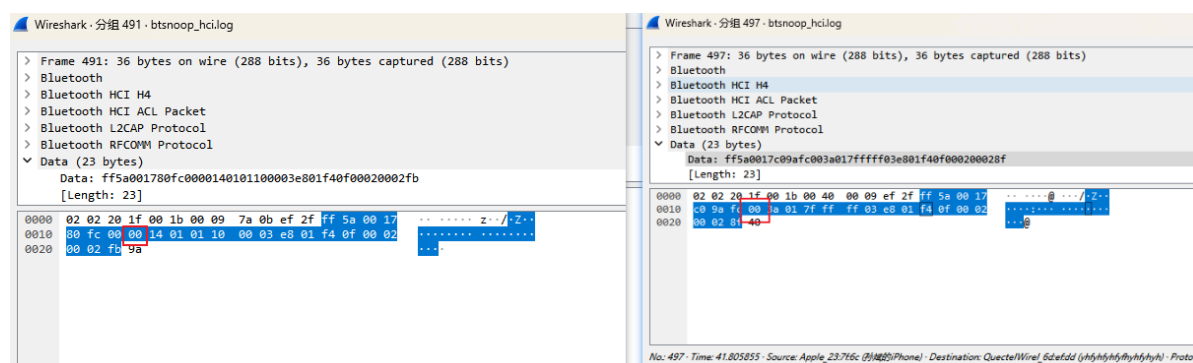 Wireshark · 分组 491 · btsnoop_hci.log
> Frame 491: 36 bytes on wire (288 bits), 36 bytes captured (288 bits)
> Bluetooth
> Bluetooth HCI H4
> Bluetooth HCI ACL Packet
> Bluetooth L2CAP Protocol
> Bluetooth RFCOMM Protocol
Data (23 bytes)
Data: ff5a001780fc0000140101100003e801f40f00020002fb
[Length: 23]
0000 02 02 20 1f 00 1b 00 09 7a 0b ef 2f ff 5a 00 17 ·· ····· z··/·Z··
0010 80 fc 00 00 14 01 01 10 00 03 e8 01 f4 0f 00 02 ········ ········
0020 00 02 fb 9a ····
Wireshark · 分组 497 · btsnoop_hci.log
> Frame 497: 36 bytes on wire (288 bits), 36 bytes captured (288 bits)
> Bluetooth
> Bluetooth HCI H4
> Bluetooth HCI ACL Packet
> Bluetooth L2CAP Protocol
> Bluetooth RFCOMM Protocol
Data (23 bytes)
Data: ff5a0017c09afc003a017fffff03e801f40f000200028f
[Length: 23]
0000 02 02 20 1f 00 1b 00 40 00 09 ef 2f ff 5a 00 17 ·· ····@ ···/·Z··
0010 c0 9a fc 00 3a 01 7f ff ff 03 e8 01 f4 0f 00 02 ····:··· ········
0020 00 02 8f 40 ···@
No.: 497 · Time: 41.805855 · Source: Apple_23:7f:6c